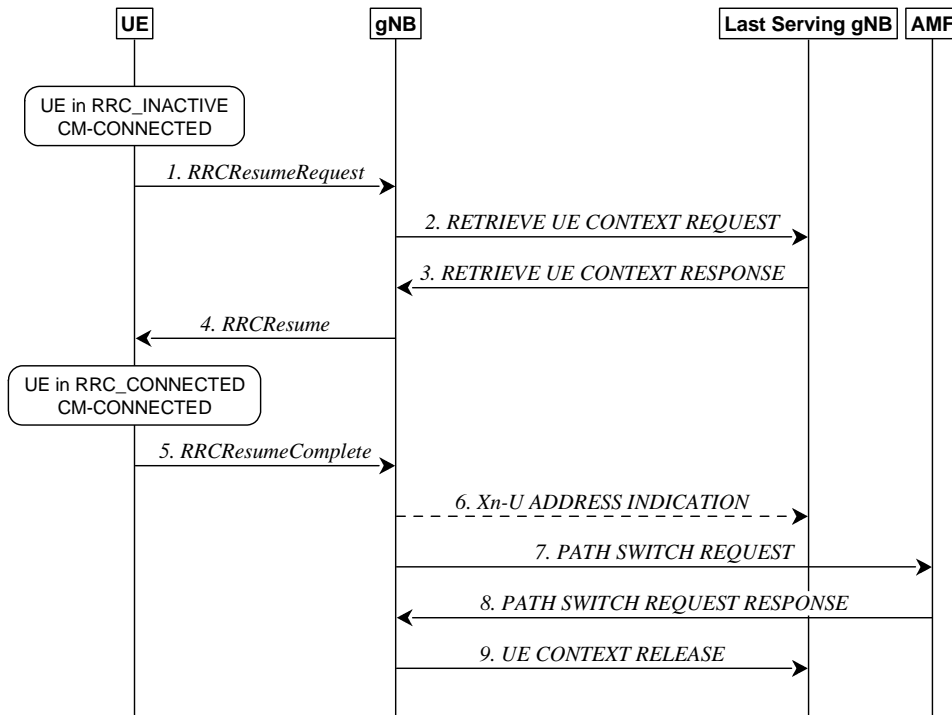 UE
gNB
Last Serving gNB
AMF
UE in RRC_INACTIVE
CM-CONNECTED
1. RRCResumeRequest
2. RETRIEVE UE CONTEXT REQUEST
3. RETRIEVE UE CONTEXT RESPONSE
4. RRCResume
UE in RRC_CONNECTED
CM-CONNECTED
5. RRCResumeComplete
6. Xn-U ADDRESS INDICATION
7. PATH SWITCH REQUEST
8. PATH SWITCH REQUEST RESPONSE
9. UE CONTEXT RELEASE